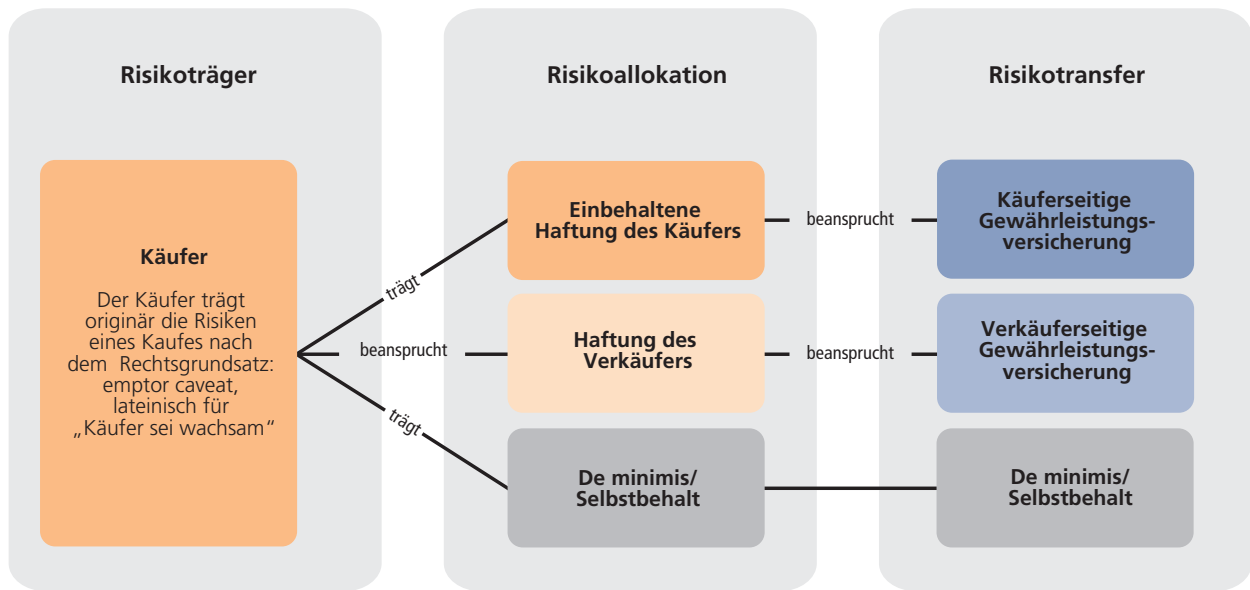 Risikoträger
Käufer
Der Käufer trägt
originär die Risiken
eines Kaufes nach
dem Rechtsgrundsatz:
emptor caveat,
lateinisch für
„Käufer sei wachsam“
trägt
beansprucht
trägt
Risikoallokation
Einbehaltene
Haftung des Käufers
Haftung des
Verkäufers
De minimis/
Selbstbehalt
beansprucht
beansprucht
Risikotransfer
Käuferseitige
Gewährleistungs-
versicherung
Verkäuferseitige
Gewährleistungs-
versicherung
De minimis/
Selbstbehalt